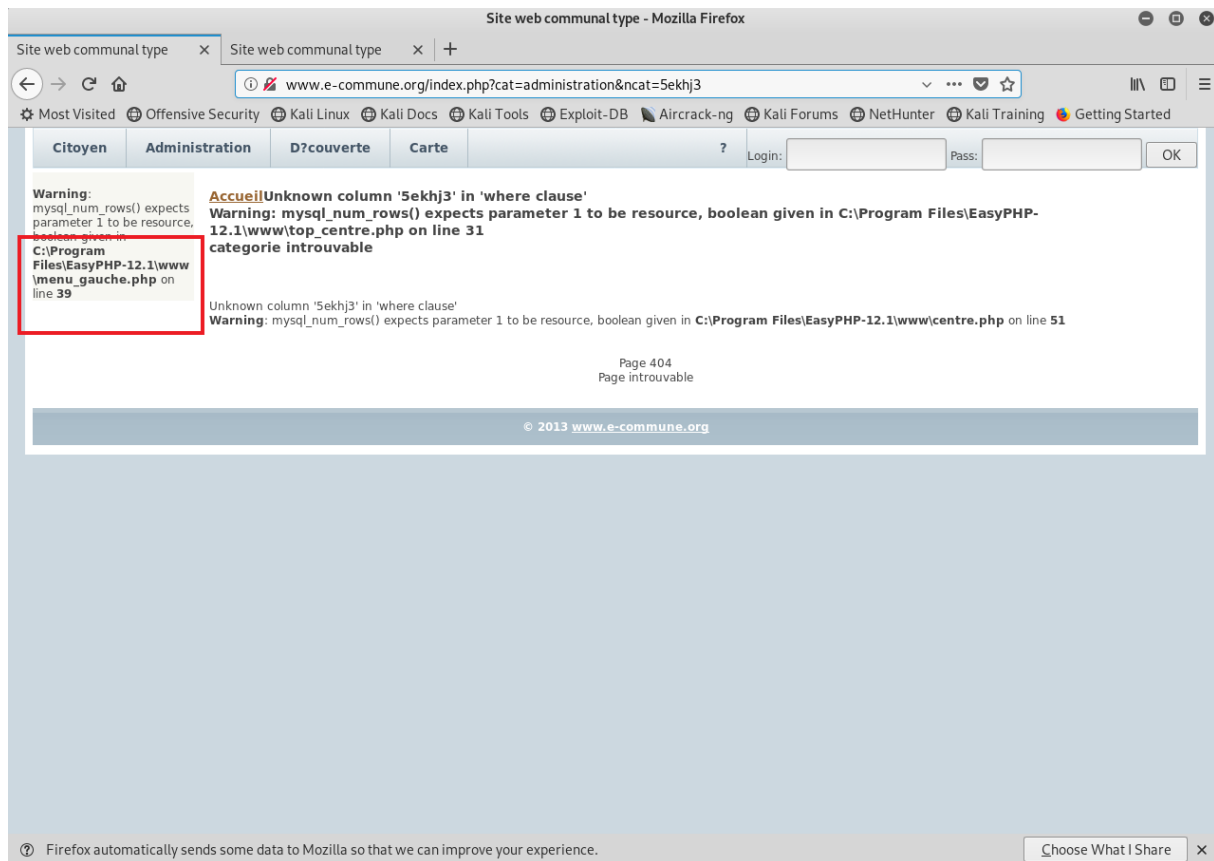 Site web communal type - Mozilla Firefox
Site web communal type × Site web communal type × +
www.e-commune.org/index.php?cat=administration&ncat=5ekhj3
Most Visited Offensive Security Kali Linux Kali Docs Kali Tools Exploit-DB Aircrack-ng Kali Forums NetHunter Kali Training Getting Started
Citoyen Administration D?couverte Carte ? Login: Pass: OK
Warning:
mysql_num_rows() expects
parameter 1 to be resource,
boolean given in
C:\Program
Files\EasyPHP-12.1\www
\menu_gauche.php on
line 39
AccueilUnknown column '5ekhj3' in 'where clause'
Warning: mysql_num_rows() expects parameter 1 to be resource, boolean given in C:\Program Files\EasyPHP-
12.1\www\top_centre.php on line 31
categorie introuvable
Unknown column '5ekhj3' in 'where clause'
Warning: mysql_num_rows() expects parameter 1 to be resource, boolean given in C:\Program Files\EasyPHP-12.1\www\centre.php on line 51
Page 404
Page introuvable
© 2013 www.e-commune.org
Firefox automatically sends some data to Mozilla so that we can improve your experience. Choose What I Share ×